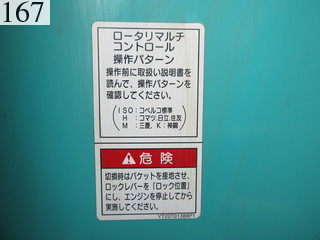 167
ロータリマルチ
コントロール
操作パターン
操作前に取扱い説明書を
読んで、操作パターンを
確認してください。
ISO：コベルコ標準
H：コマツ,日立,住友
M：三菱, K：神鋼
危険
切換時はバケットを接地させ、
ロックレバーを「ロック位置」
にし、エンジンを停止してから
実施してください。